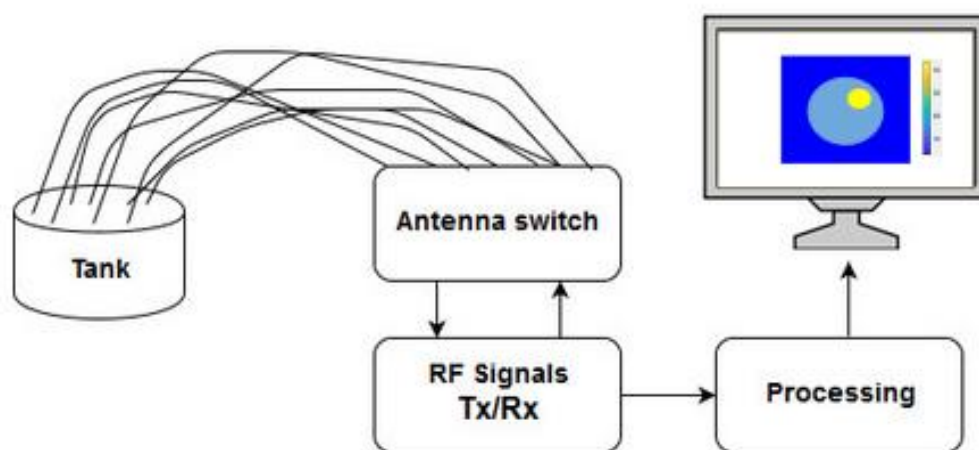 Antenna switch
Tank
RF Signals
Tx/Rx
Processing